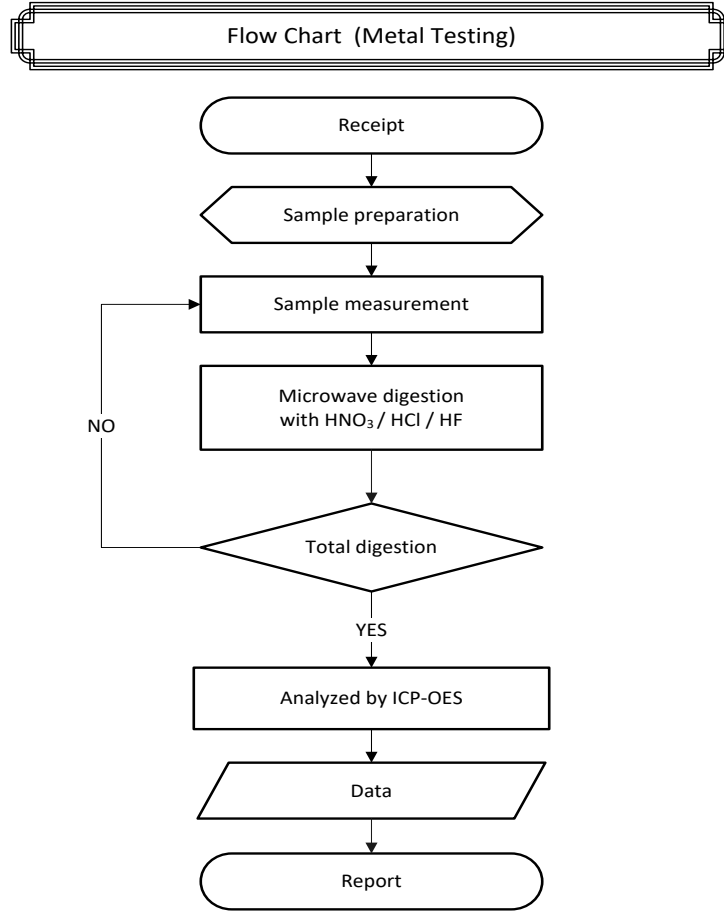 Flow Chart (Metal Testing)
Receipt
Sample preparation
Sample measurement
Microwave digestion
with HNO₃ / HCl / HF
NO
Total digestion
YES
Analyzed by ICP-OES
Data
Report